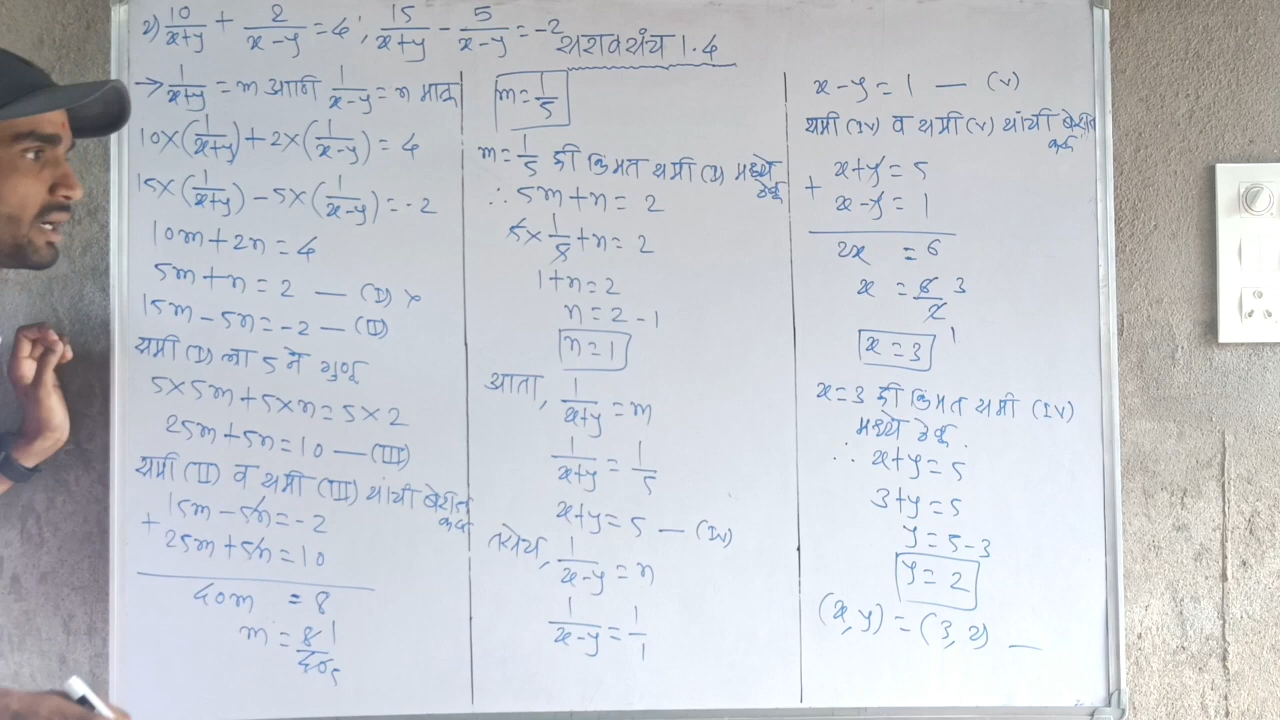 २) 10/(x+y) + 2/(x-y) = 4 ; 15/(x+y) - 5/(x-y) = -2
सरावसंच 1.4
→ 1/(x+y) = m आणि 1/(x-y) = n मानू
10×(1/(x+y)) + 2×(1/(x-y)) = 4
15×(1/(x+y)) - 5×(1/(x-y)) = -2
10m + 2n = 4
5m + n = 2 — (I) ×
15m - 5n = -2 — (II)
समी (I) ला 5 ने गुणू
5×5m + 5×n = 5×2
25m + 5n = 10 — (III)
समी (II) व समी (III) यांची बेरीज करू
15m - 5n = -2
+ 25m + 5n = 10
40m = 8
m = 8/40 1 5
m = 1/5
m = 1/5 ही किंमत समी (I) मध्ये ठेवू
∴ 5m + n = 2
5 × 1/5 + n = 2
1 + n = 2
n = 2 - 1
n = 1
आता, 1/(x+y) = m
1/(x+y) = 1/5
x+y = 5 — (IV)
तसेच, 1/(x-y) = n
1/(x-y) = 1/1
x - y = 1 — (V)
समी (IV) व समी (V) यांची बेरीज करू
x + y = 5
+ x - y = 1
2x = 6
x = 6/2 3 1
x = 3
x = 3 ही किंमत समी (IV)
मध्ये ठेवू.
∴ x + y = 5
3 + y = 5
y = 5 - 3
y = 2
(x, y) = (3, 2) —